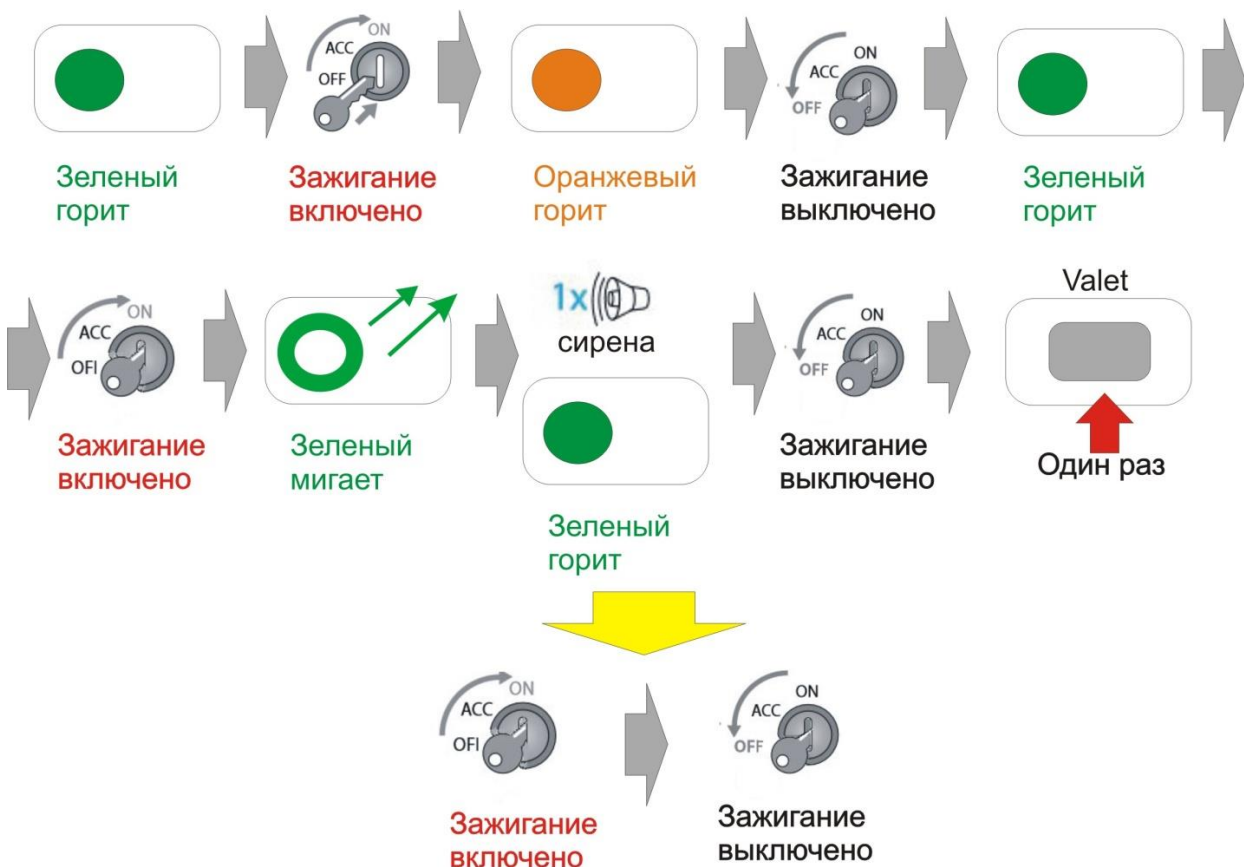 ON
ACC
OFF
ON
ACC
OFF
Зеленый
горит
Зажигание
включено
Оранжевый
горит
Зажигание
выключено
Зеленый
горит
ON
ACC
OFI
1x
сирена
ON
ACC
OFF
Valet
Зажигание
включено
Зеленый
мигает
Зажигание
выключено
Один раз
Зеленый
горит
ON
ACC
OFI
ON
ACC
OFF
Зажигание
включено
Зажигание
выключено